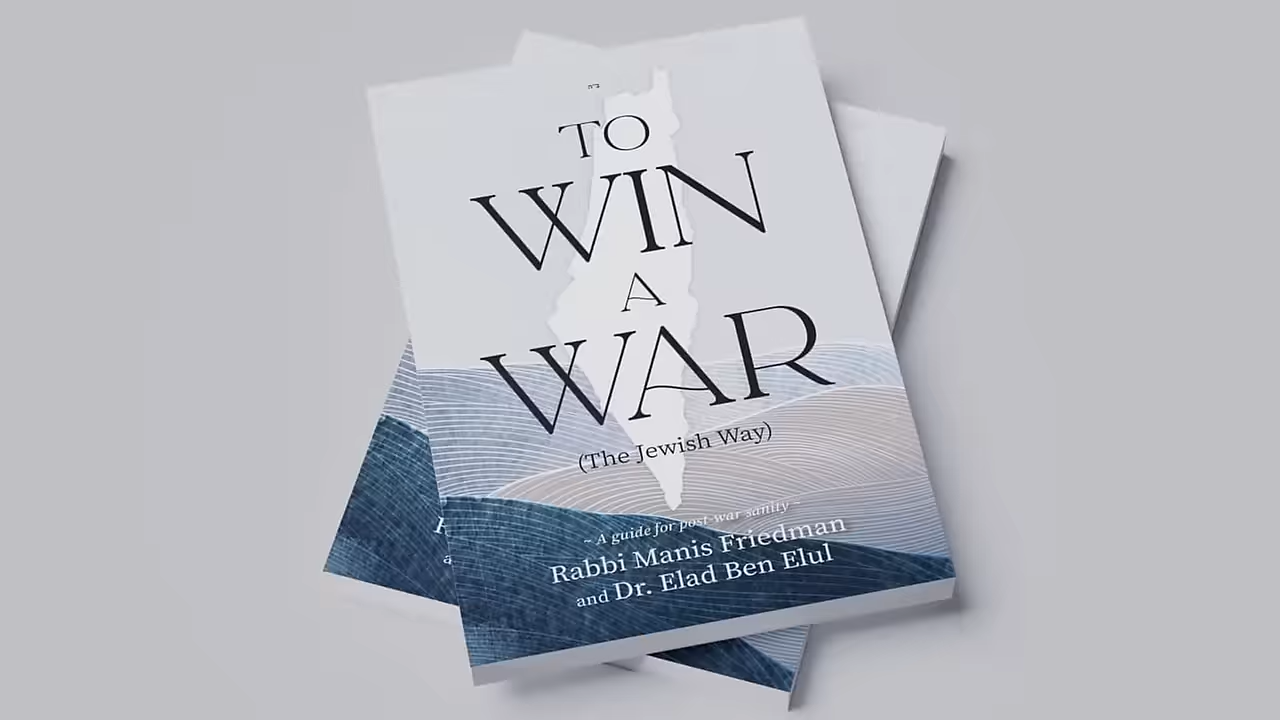 TO
WIN
A
WAR
(The Jewish Way)
~ A guide for post-war sanity ~
Rabbi Manis Friedman
and Dr. Elad Ben Elul